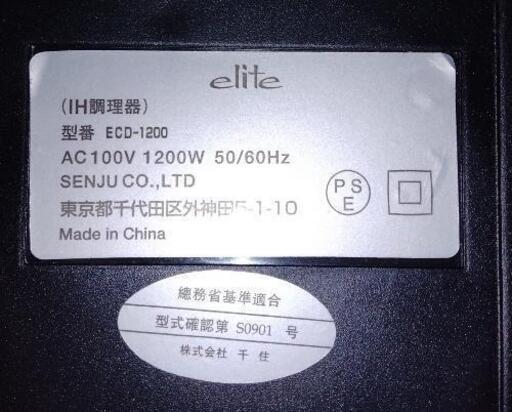 elite
(IH調理器)
型番 ECD-1200
AC100V 1200W 50/60Hz
SENJU CO.,LTD
東京都千代田区外神田5-1-10
Made in China
PS
E
總務省基準適合
型式確認第 S0901 号
株式会社 千住